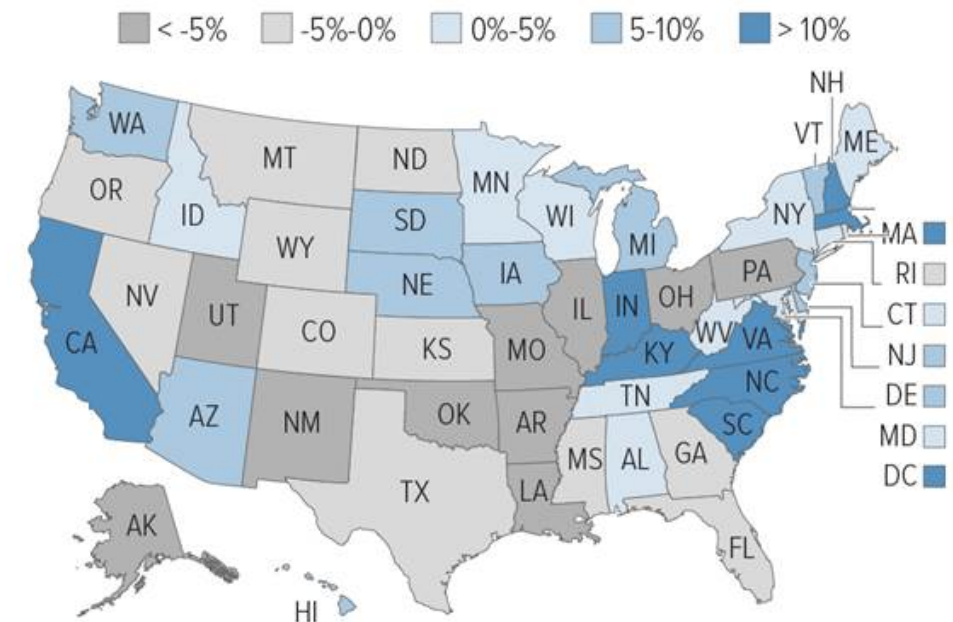 < -5% -5%-0% 0%-5% 5-10% > 10%
NH
VT ME
WA MT ND MN
OR ID SD WI NY MI
WY MA
NE IA PA RI
NV UT CO IL IN OH CT
CA KS MO KY WV VA NJ
AZ NM OK AR TN NC DE
SC MD
MS AL GA DC
TX LA
AK FL
HI